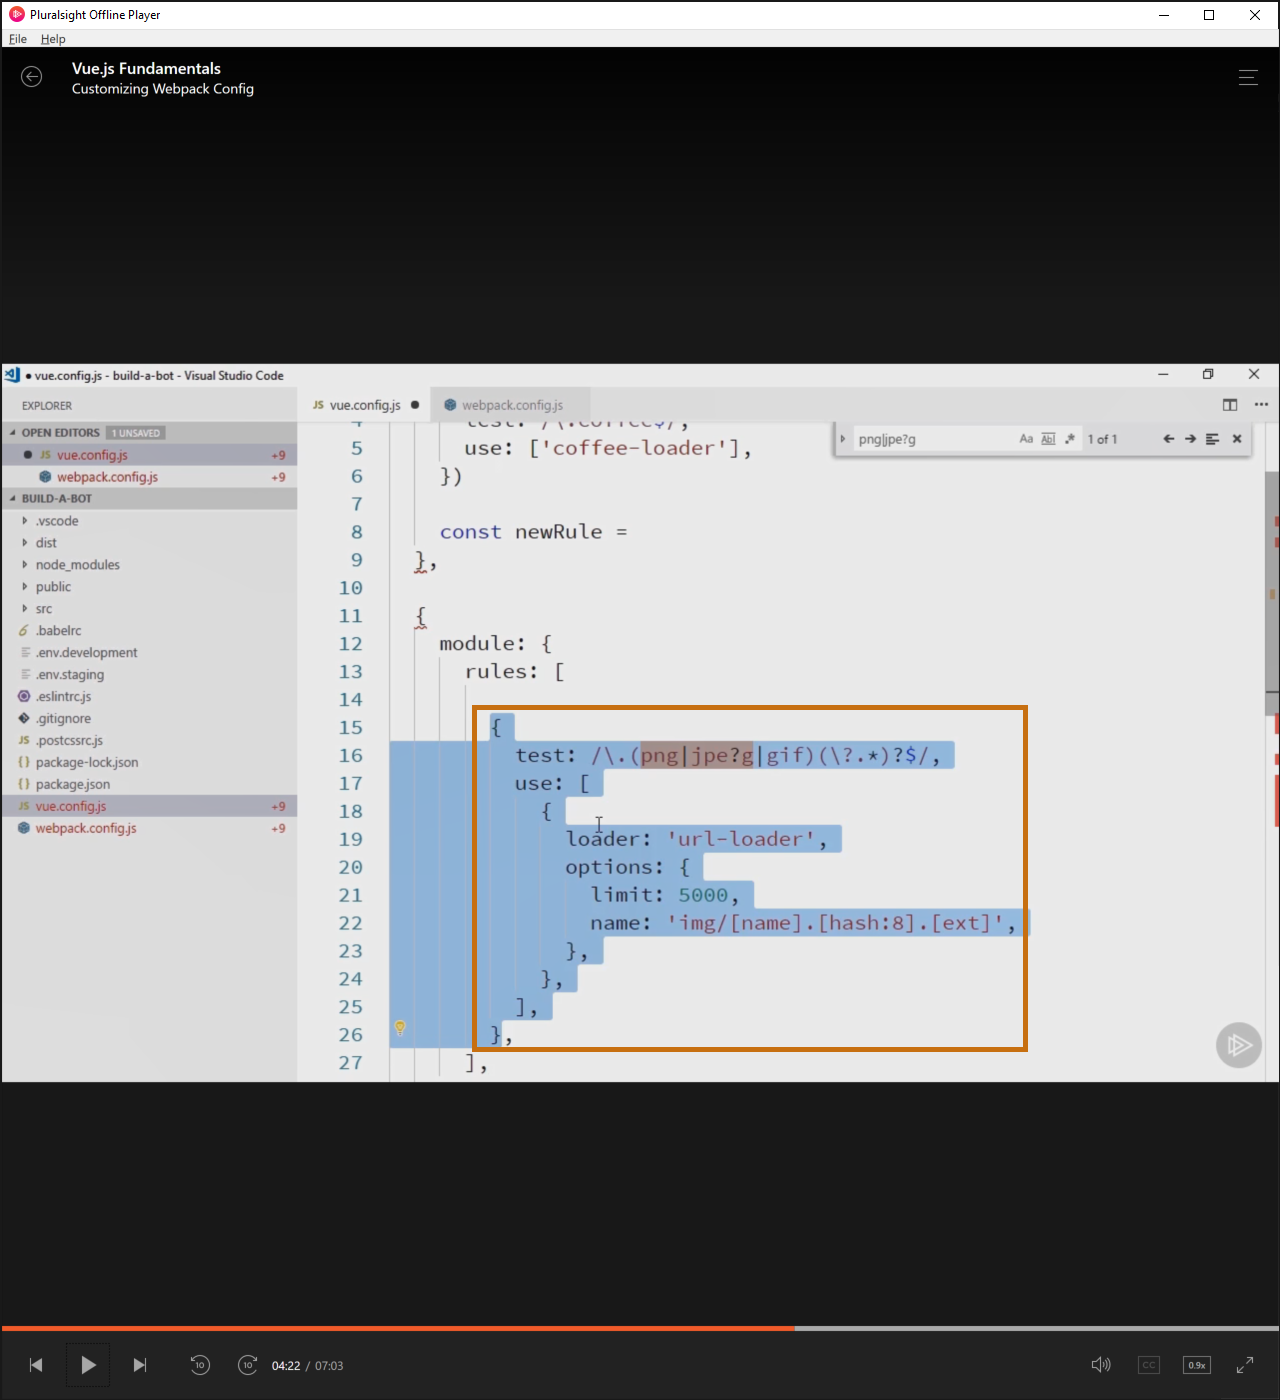 Pluralsight Offline Player
File Help
Vue.js Fundamentals
Customizing Webpack Config
● vue.config.js - build-a-bot - Visual Studio Code
EXPLORER
OPEN EDITORS 1 UNSAVED
JS vue.config.js +9
webpack.config.js +9
BUILD-A-BOT
.vscode
dist
node_modules
public
src
.babelrc
.env.development
.env.staging
.eslintrc.js
.gitignore
JS .postcssrc.js
{} package-lock.json
{} package.json
JS vue.config.js +9
webpack.config.js +9
JS vue.config.js ●
webpack.config.js
png|jpe?g Aa Abl .* 1 of 1
4 test: /\.coffee$/,
5 use: ['coffee-loader'],
6 })
7
8 const newRule =
9 },
10
11 {
12 module: {
13 rules: [
14
15 {
16 test: /\.(png|jpe?g|gif)(\?.*)?$/,
17 use: [
18 {
19 loader: 'url-loader',
20 options: {
21 limit: 5000,
22 name: 'img/[name].[hash:8].[ext]',
23 },
24 },
25 ],
26 },
27 ],
10 10 04:22 / 07:03 CC 0.9x